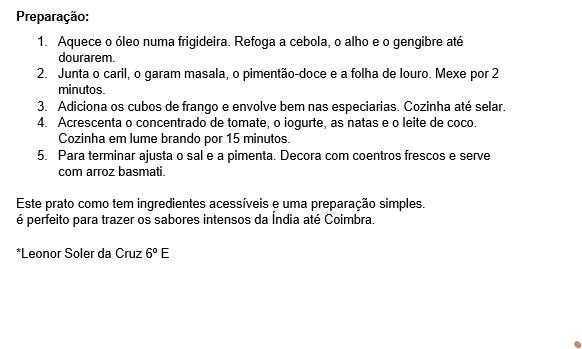 Preparação:
1. Aquece o óleo numa frigideira. Refoga a cebola, o alho e o gengibre até
dourarem.
2. Junta o caril, o garam masala, o pimentão-doce e a folha de louro. Mexe por 2
minutos.
3. Adiciona os cubos de frango e envolve bem nas especiarias. Cozinha até selar.
4. Acrescenta o concentrado de tomate, o iogurte, as natas e o leite de coco.
Cozinha em lume brando por 15 minutos.
5. Para terminar ajusta o sal e a pimenta. Decora com coentros frescos e serve
com arroz basmati.
Este prato como tem ingredientes acessíveis e uma preparação simples.
é perfeito para trazer os sabores intensos da Índia até Coimbra.
*Leonor Soler da Cruz 6º E